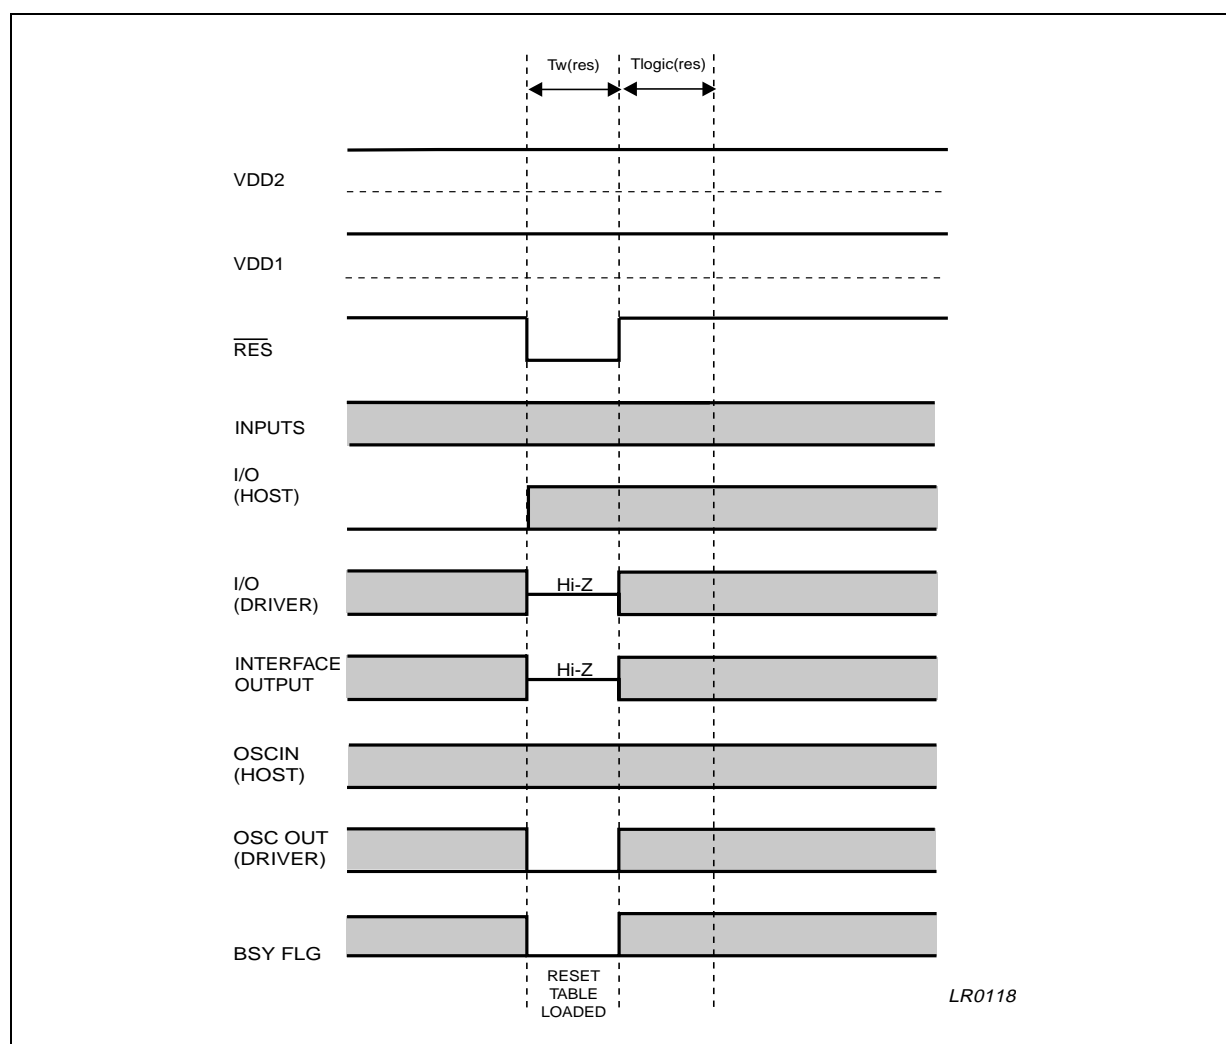 Tw(res) Tlogic(res)
VDD2
VDD1
RES
INPUTS
I/O
(HOST)
I/O
(DRIVER)
Hi-Z
INTERFACE
OUTPUT
Hi-Z
OSCIN
(HOST)
OSC OUT
(DRIVER)
BSY FLG
RESET
TABLE
LOADED
LR0118